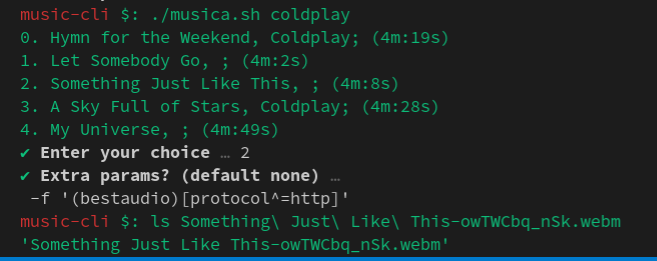 music-cli $: ./musica.sh coldplay
0. Hymn for the Weekend, Coldplay; (4m:19s)
1. Let Somebody Go, ; (4m:2s)
2. Something Just Like This, ; (4m:8s)
3. A Sky Full of Stars, Coldplay; (4m:28s)
4. My Universe, ; (4m:49s)
✔ Enter your choice … 2
✔ Extra params? (default none) …
-f '(bestaudio)[protocol^=http]'
music-cli $: ls Something\ Just\ Like\ This-owTWCbq_nSk.webm
'Something Just Like This-owTWCbq_nSk.webm'